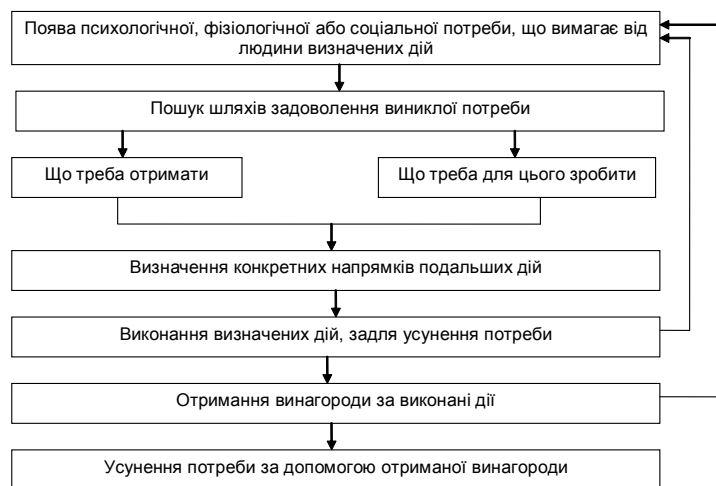 Поява психологічної, фізіологічної або соціальної потреби, що вимагає від
людини визначених дій
Пошук шляхів задоволення виниклої потреби
Що треба отримати
Що треба для цього зробити
Визначення конкретних напрямків подальших дій
Виконання визначених дій, задля усунення потреби
Отримання винагороди за виконані дії
Усунення потреби за допомогою отриманої винагороди